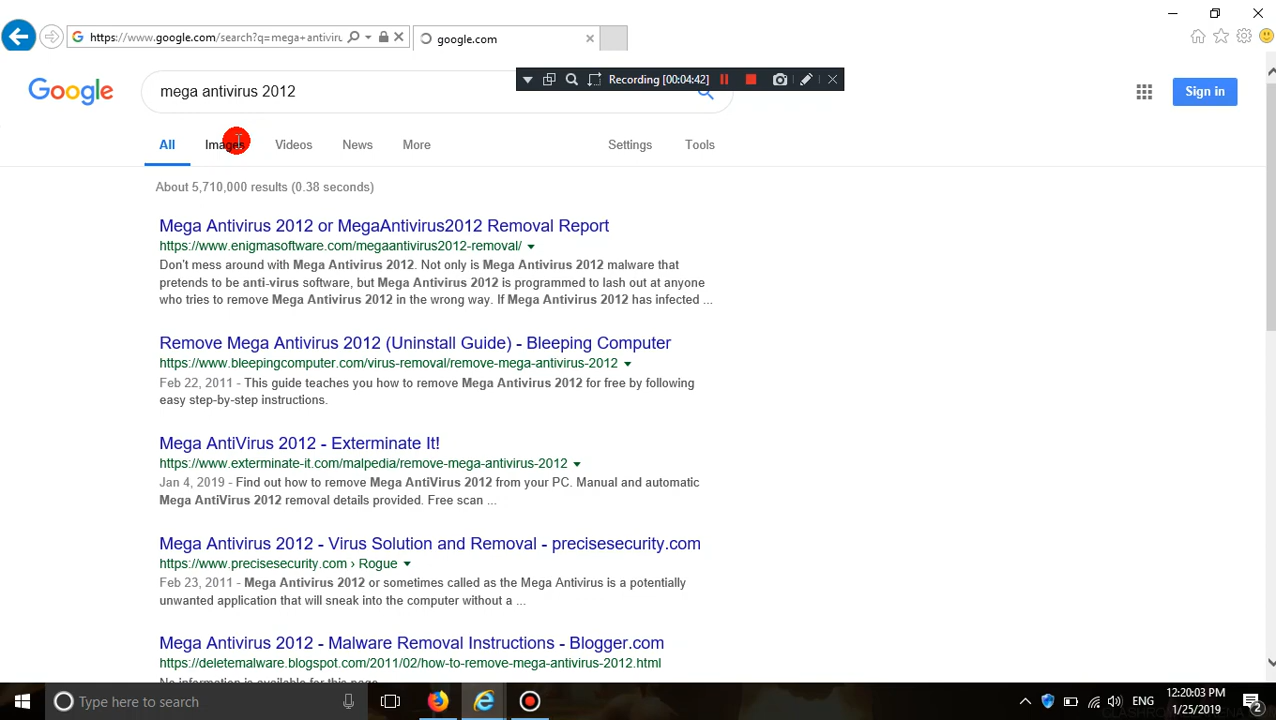 https://www.google.com/search?q=mega+antivirus
google.com
Google
mega antivirus 2012
Recording [00:04:42]
Sign in
All
Images
Videos
News
More
Settings
Tools
About 5,710,000 results (0.38 seconds)
Mega Antivirus 2012 or MegaAntivirus2012 Removal Report
https://www.enigmasoftware.com/megaantivirus2012-removal/
Don't mess around with Mega Antivirus 2012. Not only is Mega Antivirus 2012 malware that
pretends to be anti-virus software, but Mega Antivirus 2012 is programmed to lash out at anyone
who tries to remove Mega Antivirus 2012 in the wrong way. If Mega Antivirus 2012 has infected ...
Remove Mega Antivirus 2012 (Uninstall Guide) - Bleeping Computer
https://www.bleepingcomputer.com/virus-removal/remove-mega-antivirus-2012
Feb 22, 2011 - This guide teaches you how to remove Mega Antivirus 2012 for free by following
easy step-by-step instructions.
Mega AntiVirus 2012 - Exterminate It!
https://www.exterminate-it.com/malpedia/remove-mega-antivirus-2012
Jan 4, 2019 - Find out how to remove Mega AntiVirus 2012 from your PC. Manual and automatic
Mega AntiVirus 2012 removal details provided. Free scan ...
Mega Antivirus 2012 - Virus Solution and Removal - precisesecurity.com
https://www.precisesecurity.com › Rogue
Feb 23, 2011 - Mega Antivirus 2012 or sometimes called as the Mega Antivirus is a potentially
unwanted application that will sneak into the computer without a ...
Mega Antivirus 2012 - Malware Removal Instructions - Blogger.com
https://deletemalware.blogspot.com/2011/02/how-to-remove-mega-antivirus-2012.html
No information is available for this page.
Type here to search
ENG
12:20:03 PM
1/25/2019
2